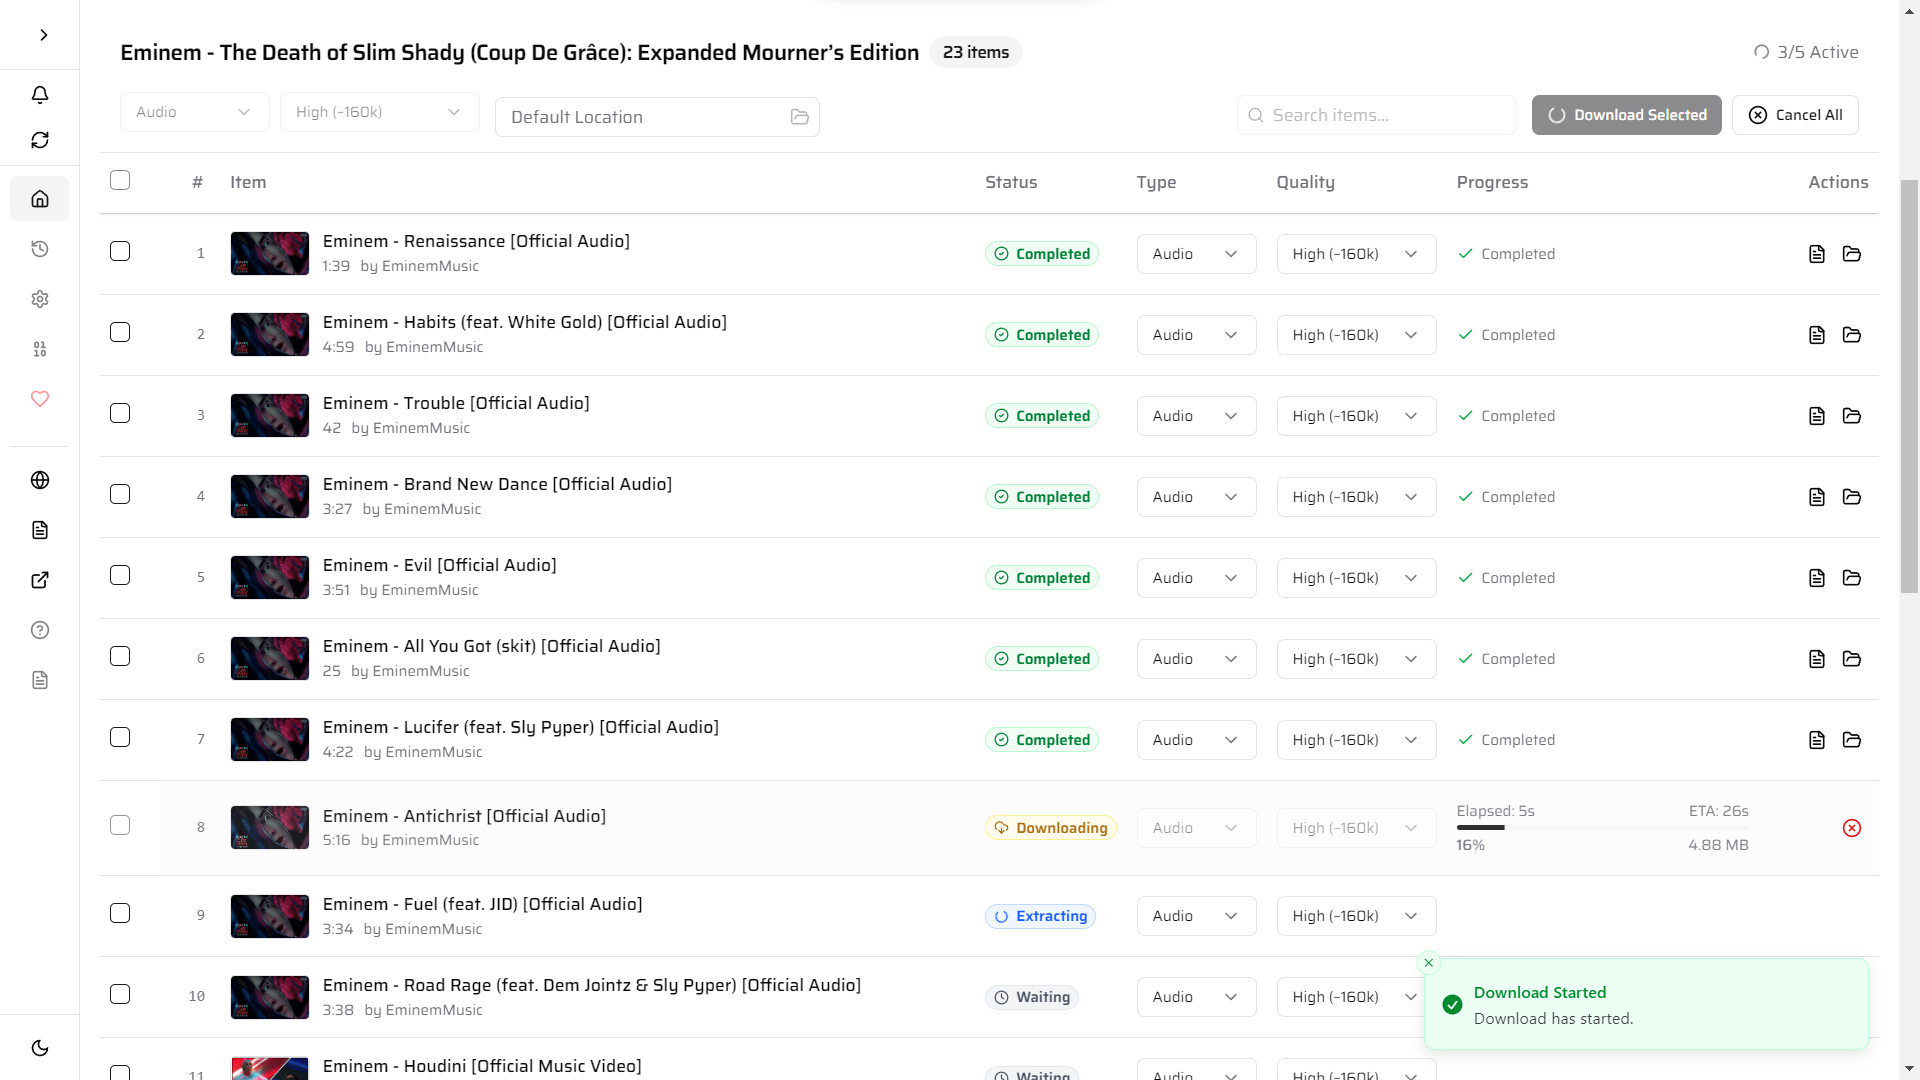 Eminem - The Death of Slim Shady (Coup De Grâce): Expanded Mourner’s Edition 23 items 3/5 Active
Audio High (~160k) Default Location Search items... Download Selected Cancel All
# Item Status Type Quality Progress Actions
1 Eminem - Renaissance [Official Audio] Completed Audio High (~160k) Completed
1:39 by EminemMusic
2 Eminem - Habits (feat. White Gold) [Official Audio] Completed Audio High (~160k) Completed
4:59 by EminemMusic
3 Eminem - Trouble [Official Audio] Completed Audio High (~160k) Completed
42 by EminemMusic
4 Eminem - Brand New Dance [Official Audio] Completed Audio High (~160k) Completed
3:27 by EminemMusic
5 Eminem - Evil [Official Audio] Completed Audio High (~160k) Completed
3:51 by EminemMusic
6 Eminem - All You Got (skit) [Official Audio] Completed Audio High (~160k) Completed
25 by EminemMusic
7 Eminem - Lucifer (feat. Sly Pyper) [Official Audio] Completed Audio High (~160k) Completed
4:22 by EminemMusic
8 Eminem - Antichrist [Official Audio] Downloading Audio High (~160k) Elapsed: 5s ETA: 26s
5:16 by EminemMusic 16% 4.88 MB
9 Eminem - Fuel (feat. JID) [Official Audio] Extracting Audio High (~160k)
3:34 by EminemMusic
10 Eminem - Road Rage (feat. Dem Jointz & Sly Pyper) [Official Audio] Waiting Audio High (~160k)
3:38 by EminemMusic
Download Started
Download has started.
11 Eminem - Houdini [Official Music Video] Waiting Audio High (~160k)